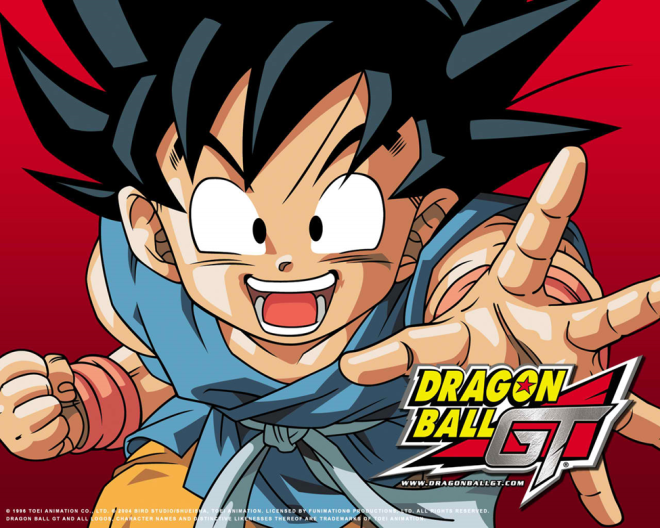 DRAGON
BALL GT
®
WWW.DRAGONBALLGT.COM
© 1996 TOEI ANIMATION CO., LTD. © 2004 BIRD STUDIO/SHUEISHA, TOEI ANIMATION. LICENSED BY FUNIMATION® PRODUCTIONS, LTD. ALL RIGHTS RESERVED.
DRAGON BALL GT AND ALL LOGOS, CHARACTER NAMES AND DISTINCTIVE LIKENESSES THEREOF ARE TRADEMARKS OF TOEI ANIMATION.